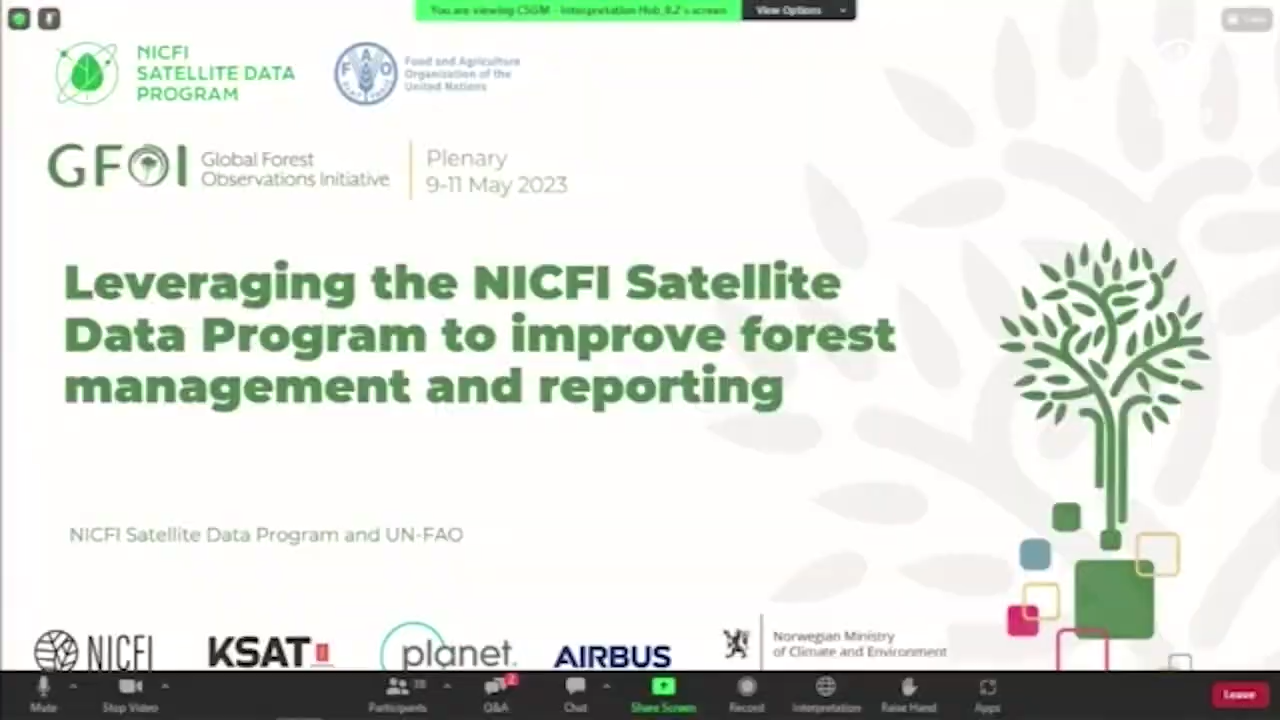 You are viewing CSGM - Interpretation Hub_R2's screen
View Options
NICFI
SATELLITE DATA
PROGRAM
FAO
Food and Agriculture
Organization of the
United Nations
GFOI
Global Forest
Observations Initiative
Plenary
9-11 May 2023
Leveraging the NICFI Satellite
Data Program to improve forest
management and reporting
NICFI Satellite Data Program and UN-FAO
NICFI
KSAT
planet.
AIRBUS
Norwegian Ministry
of Climate and Environment
Mute
Stop Video
Participants
2
Q&A
Chat
Share Screen
Record
Interpretation
Raise Hand
Apps
Leave